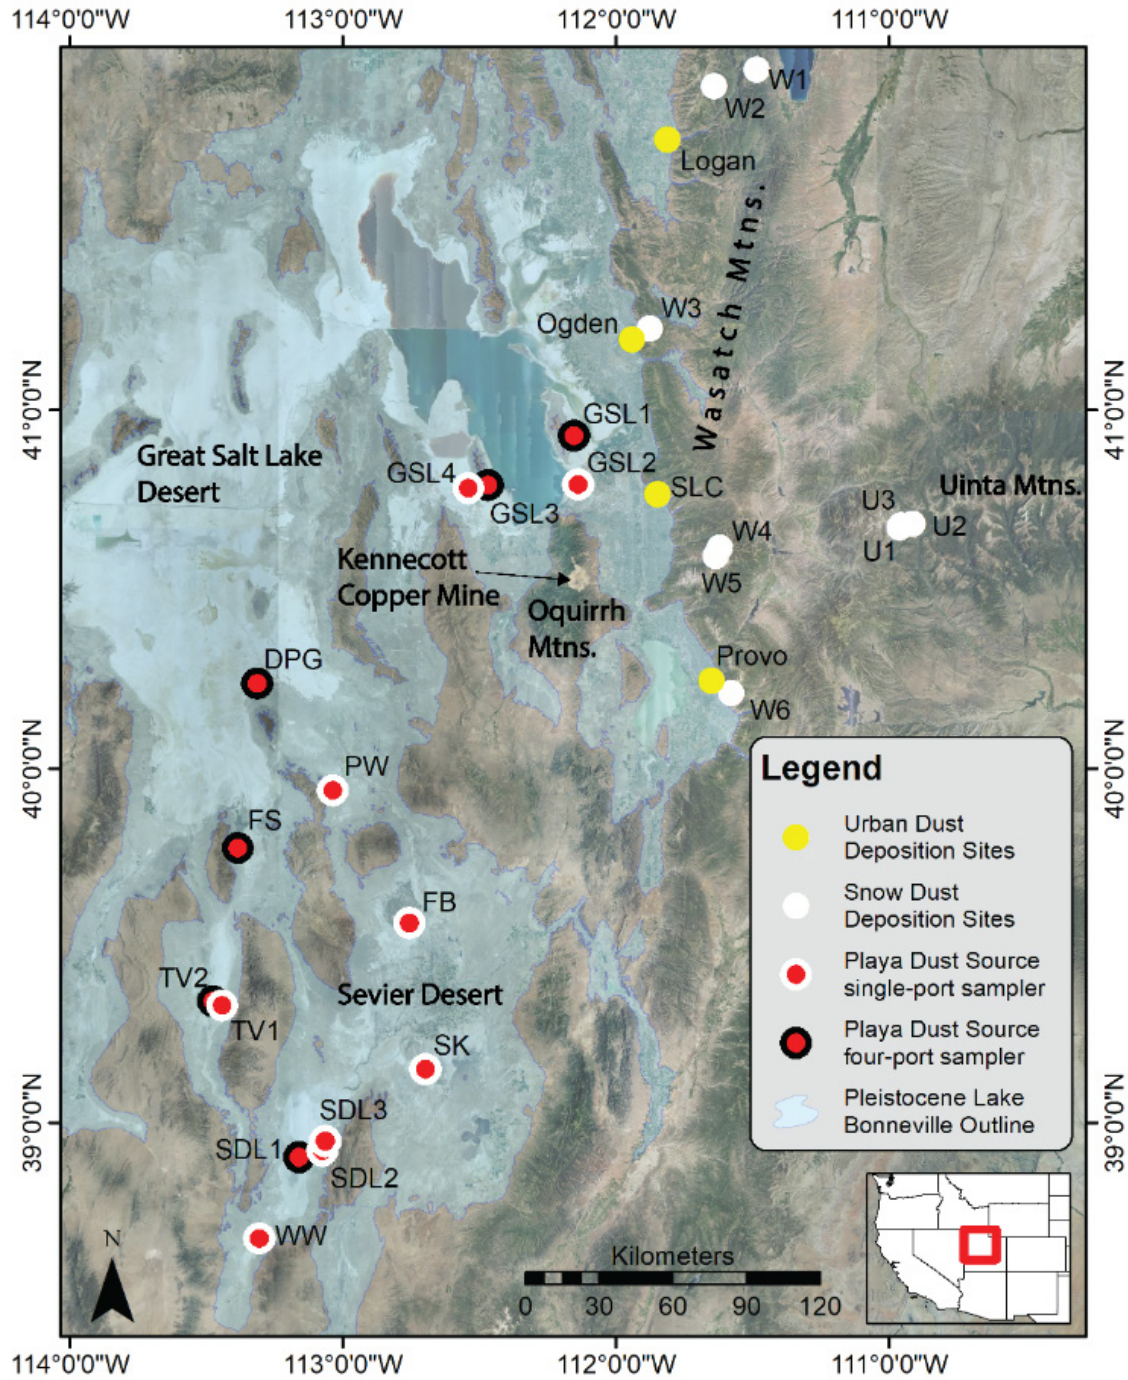 114°0'0"W 113°0'0"W 112°0'0"W 111°0'0"W
W1
W2
Logan
Wasatch Mtns.
W3
Ogden
41°0'0"N
41°0'0"N
GSL1
Great Salt Lake
Desert
GSL4
GSL2
SLC
Uinta Mtns.
GSL3
U3
U2
U1
W4
W5
Kennecott
Copper Mine
Oquirrh
Mtns.
DPG
Provo
W6
PW
40°0'0"N
40°0'0"N
FS
FB
TV2
TV1
Sevier Desert
SK
39°0'0"N
39°0'0"N
SDL3
SDL1
SDL2
WW
Legend
Urban Dust
Deposition Sites
Snow Dust
Deposition Sites
Playa Dust Source
single-port sampler
Playa Dust Source
four-port sampler
Pleistocene Lake
Bonneville Outline
N
Kilometers
0 30 60 90 120
114°0'0"W 113°0'0"W 112°0'0"W 111°0'0"W